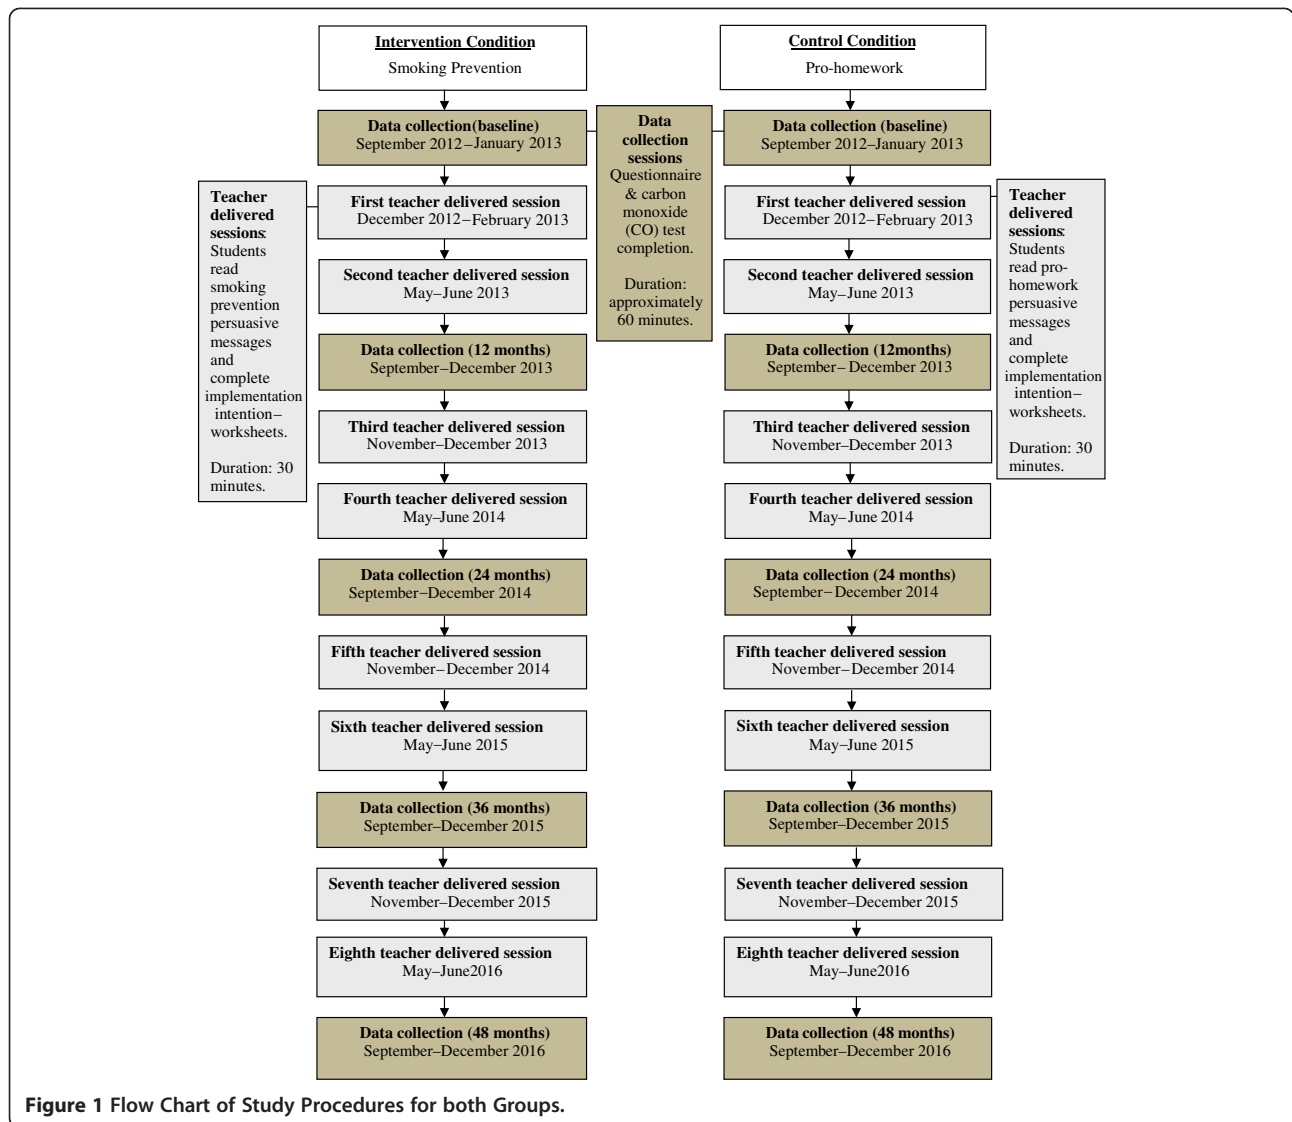 Intervention Condition
Smoking Prevention
Data collection(baseline)
September 2012–January 2013
Teacher
delivered
sessions:
Students
read
smoking
prevention
persuasive
messages
and
complete
implementation
intention–
worksheets.
Duration: 30
minutes.
First teacher delivered session
December 2012–February 2013
Second teacher delivered session
May–June 2013
Data collection (12 months)
September–December 2013
Third teacher delivered session
November–December 2013
Fourth teacher delivered session
May–June 2014
Data collection (24 months)
September–December 2014
Fifth teacher delivered session
November–December 2014
Sixth teacher delivered session
May–June 2015
Data collection (36 months)
September–December 2015
Seventh teacher delivered session
November–December 2015
Eighth teacher delivered session
May–June2016
Data collection (48 months)
September–December 2016
Data
collection
sessions
Questionnaire
& carbon
monoxide
(CO) test
completion.
Duration:
approximately
60 minutes.
Control Condition
Pro-homework
Data collection (baseline)
September 2012–January 2013
First teacher delivered session
December 2012–February 2013
Second teacher delivered session
May–June 2013
Data collection (12months)
September– December 2013
Third teacher delivered session
November–December 2013
Fourth teacher delivered session
May–June 2014
Data collection (24 months)
September– December 2014
Fifth teacher delivered session
November–December 2014
Sixth teacher delivered session
May–June 2015
Data collection (36 months)
September–December 2015
Seventh teacher delivered session
November–December 2015
Eighth teacher delivered session
May–June2016
Data collection (48 months)
September–December 2016
Teacher
delivered
sessions:
Students
read pro-
homework
persuasive
messages
and
complete
implementation
intention–
worksheets.
Duration: 30
minutes.
Figure 1 Flow Chart of Study Procedures for both Groups.